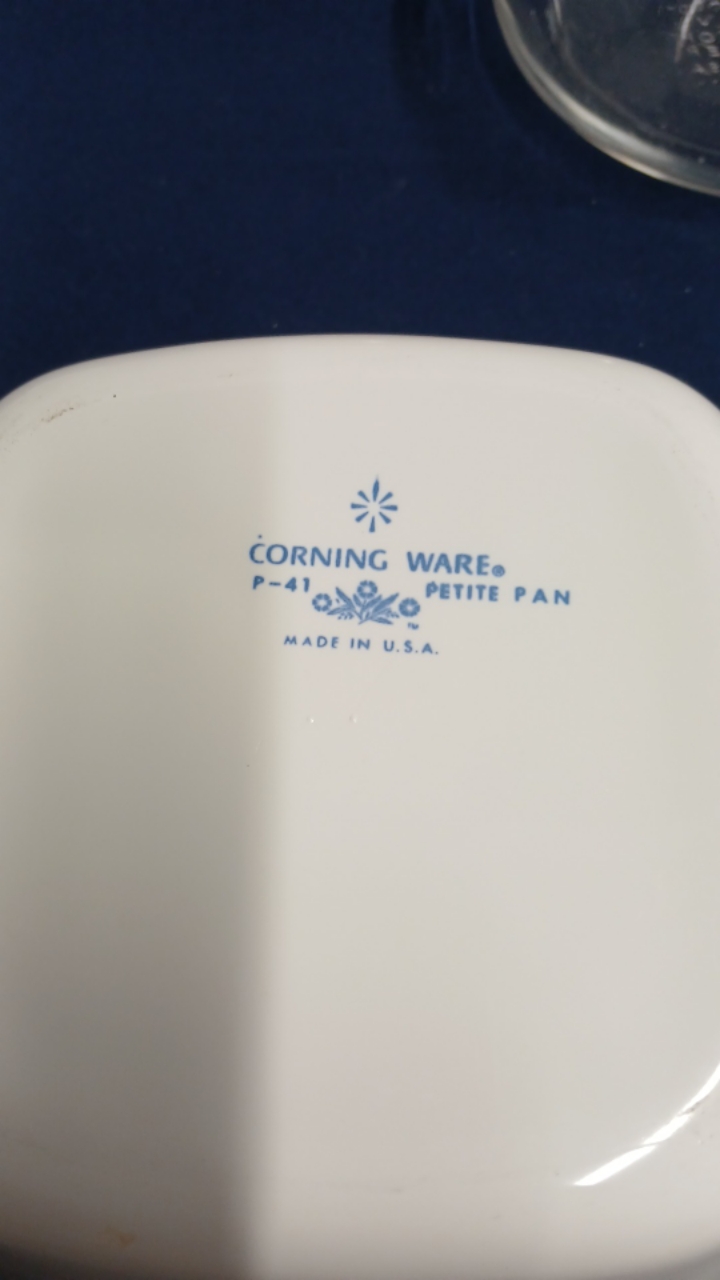 CORNING WARE®
P-41 PETITE PAN
TM
MADE IN U.S.A.